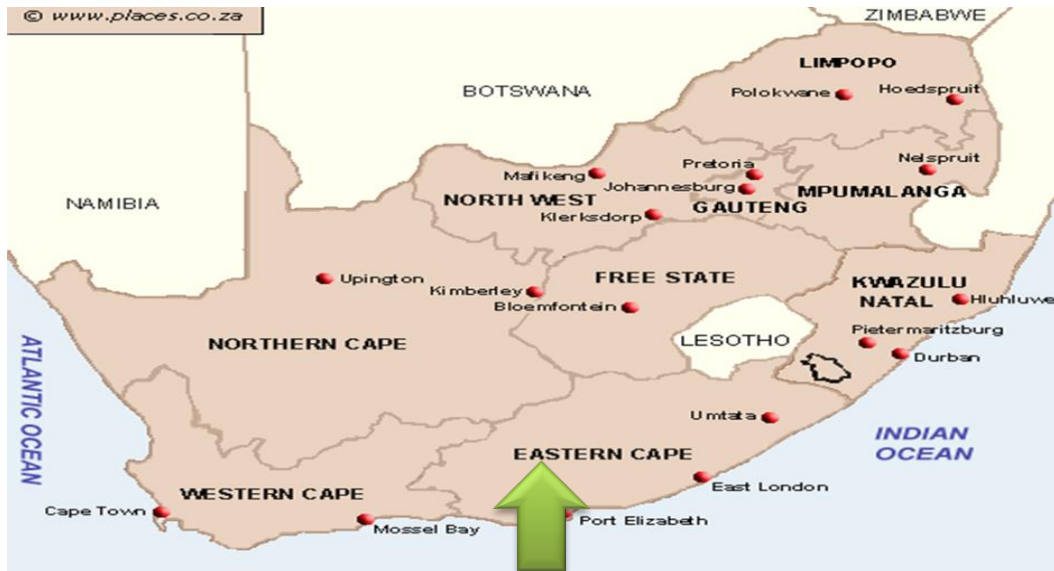 © www.places.co.za
ZIMBABWE
LIMPOPO
Polokwane
Hoedspruit
BOTSWANA
Pretoria
Nelspruit
Mafikeng
Johannesburg
MPUMALANGA
NAMIBIA
NORTH WEST
GAUTENG
Klerksdorp
Upington
FREE STATE
KWAZULU
NATAL
Kimberley
Hluhluwe
Bloemfontein
Pietermaritzburg
LESOTHO
NORTHERN CAPE
Durban
ATLANTIC OCEAN
Umtata
INDIAN
OCEAN
EASTERN CAPE
East London
WESTERN CAPE
Cape Town
Mossel Bay
Port Elizabeth